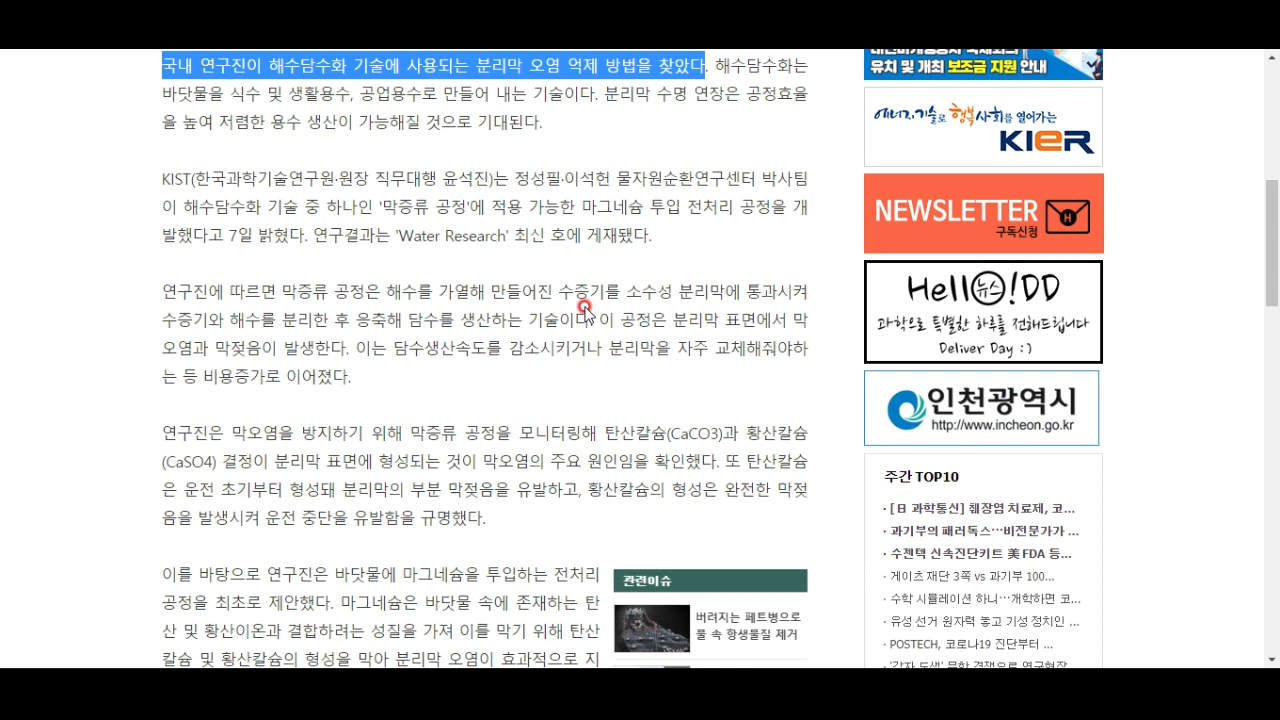 국내 연구진이 해수담수화 기술에 사용되는 분리막 오염 억제 방법을 찾았다. 해수담수화는
바닷물을 식수 및 생활용수, 공업용수로 만들어 내는 기술이다. 분리막 수명 연장은 공정효율
을 높여 저렴한 용수 생산이 가능해질 것으로 기대된다.
KIST(한국과학기술연구원·원장 직무대행 윤석진)는 정성필·이석헌 물자원순환연구센터 박사팀
이 해수담수화 기술 중 하나인 '막증류 공정'에 적용 가능한 마그네슘 투입 전처리 공정을 개
발했다고 7일 밝혔다. 연구결과는 'Water Research' 최신 호에 게재됐다.
연구진에 따르면 막증류 공정은 해수를 가열해 만들어진 수증기를 소수성 분리막에 통과시켜
수증기와 해수를 분리한 후 응축해 담수를 생산하는 기술이다. 이 공정은 분리막 표면에서 막
오염과 막젖음이 발생한다. 이는 담수생산속도를 감소시키거나 분리막을 자주 교체해줘야하
는 등 비용증가로 이어졌다.
연구진은 막오염을 방지하기 위해 막증류 공정을 모니터링해 탄산칼슘(CaCO3)과 황산칼슘
(CaSO4) 결정이 분리막 표면에 형성되는 것이 막오염의 주요 원인임을 확인했다. 또 탄산칼슘
은 운전 초기부터 형성돼 분리막의 부분 막젖음을 유발하고, 황산칼슘의 형성은 완전한 막젖
음을 발생시켜 운전 중단을 유발함을 규명했다.
이를 바탕으로 연구진은 바닷물에 마그네슘을 투입하는 전처리
공정을 최초로 제안했다. 마그네슘은 바닷물 속에 존재하는 탄
산 및 황산이온과 결합하려는 성질을 가져 이를 막기 위해 탄산
칼슘 및 황산칼슘의 형성을 막아 분리막 오염이 효과적으로 지
관련이슈
버려지는 페트병으로
물 속 항생물질 제거
유치 및 개최 보조금 지원 안내
에너지기술로 행복사회를 열어가는
KIER
NEWSLETTER
구독신청
H
Hell뉴스!DD
과학으로 특별한 하루를 전해드립니다
Deliver Day :)
인천광역시
http://www.incheon.go.kr
주간 TOP10
· [日 과학통신] 췌장염 치료제, 코...
· 과기부의 패러독스…비전문가가 ...
· 수젠텍 신속진단키트 美 FDA 등...
· 게이츠 재단 3쪽 vs 과기부 100...
· 수학 시뮬레이션 하니…개학하면 코...
· 유성 선거 원자력 놓고 기성 정치인 ...
· POSTECH, 코로나19 진단부터 ...